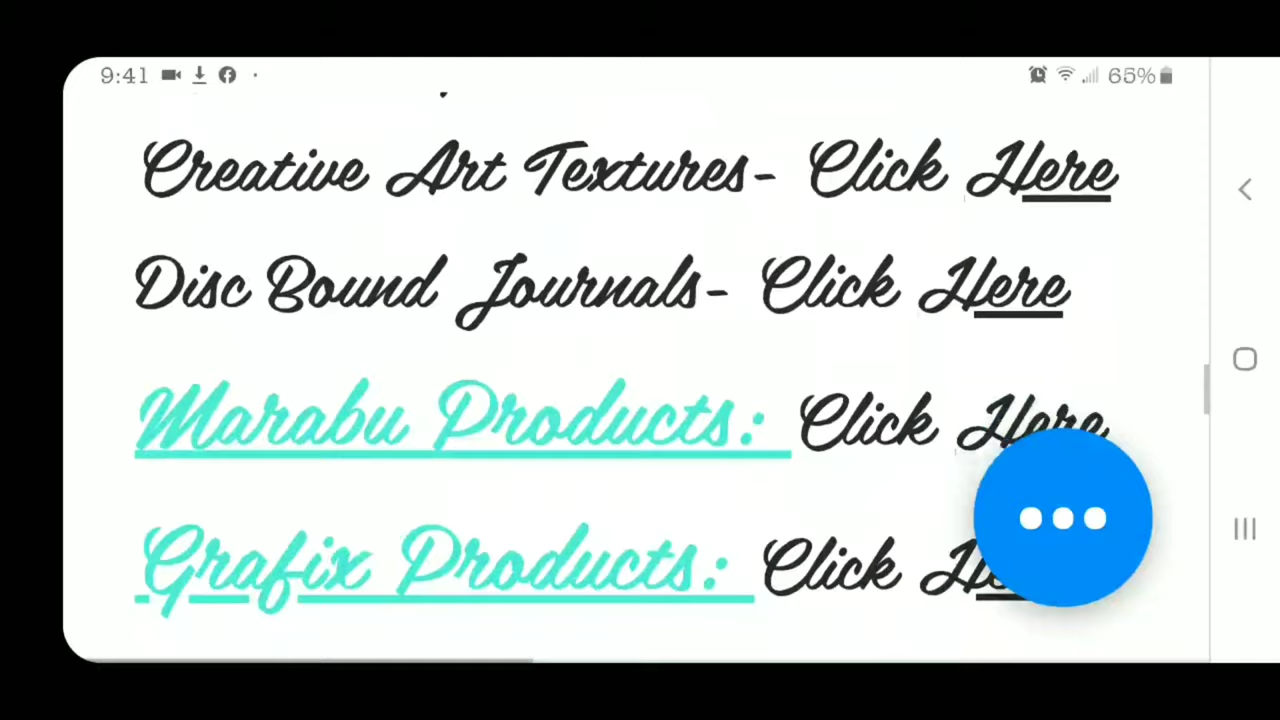 9:41 65%
Creative Art Textures- Click Here
Disc Bound Journals- Click Here
Marabu Products: Click Here
Grafix Products: Click